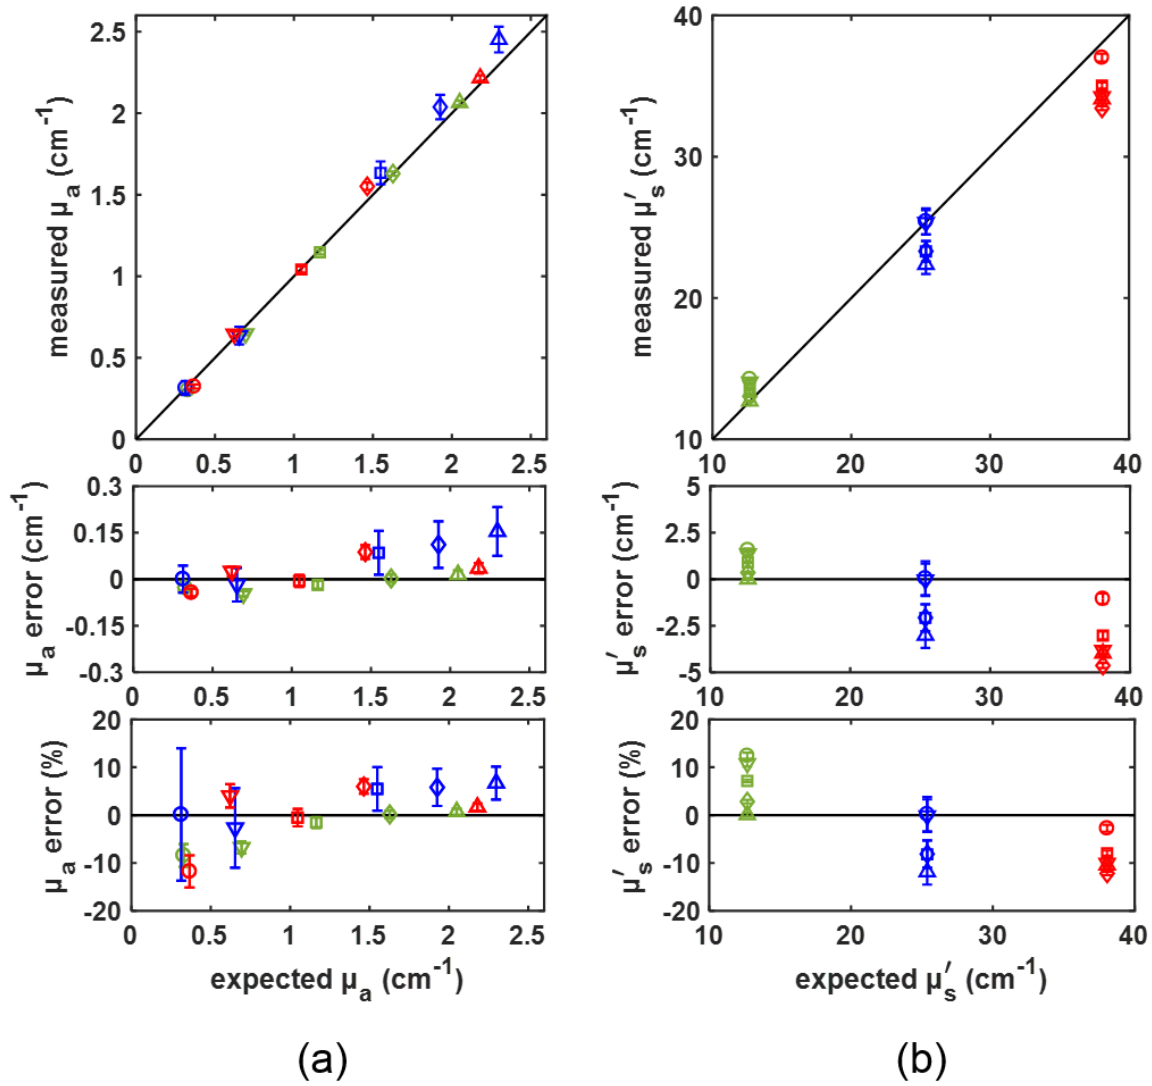 2.5
2
1.5
1
0.5
0
measured μa (cm-1)
0 0.5 1 1.5 2 2.5
40
30
20
10
measured μ′s (cm-1)
10 20 30 40
0.3
0.15
0
-0.15
-0.3
μa error (cm-1)
0 0.5 1 1.5 2 2.5
5
2.5
0
-2.5
-5
μ′s error (cm-1)
10 20 30 40
20
10
0
-10
-20
μa error (%)
0 0.5 1 1.5 2 2.5
expected μa (cm-1)
20
10
0
-10
-20
μ′s error (%)
10 20 30 40
expected μ′s (cm-1)
(a)
(b)